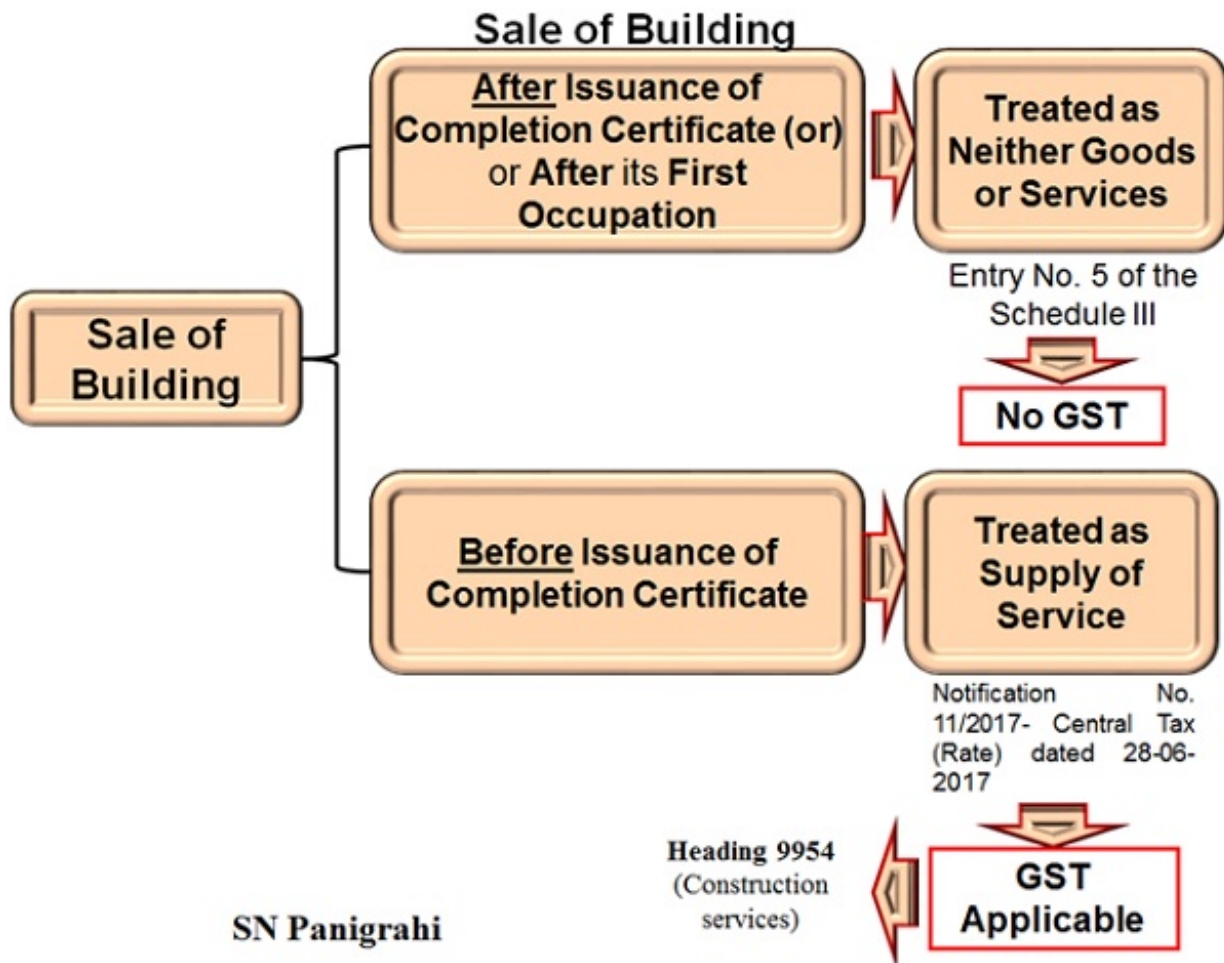 Sale of Building
After Issuance of
Completion Certificate (or)
or After its First
Occupation
Treated as
Neither Goods
or Services
Entry No. 5 of the
Schedule III
No GST
Sale of
Building
Before Issuance of
Completion Certificate
Treated as
Supply of
Service
Notification No.
11/2017- Central Tax
(Rate) dated 28-06-
2017
GST
Applicable
Heading 9954
(Construction
services)
SN Panigrahi